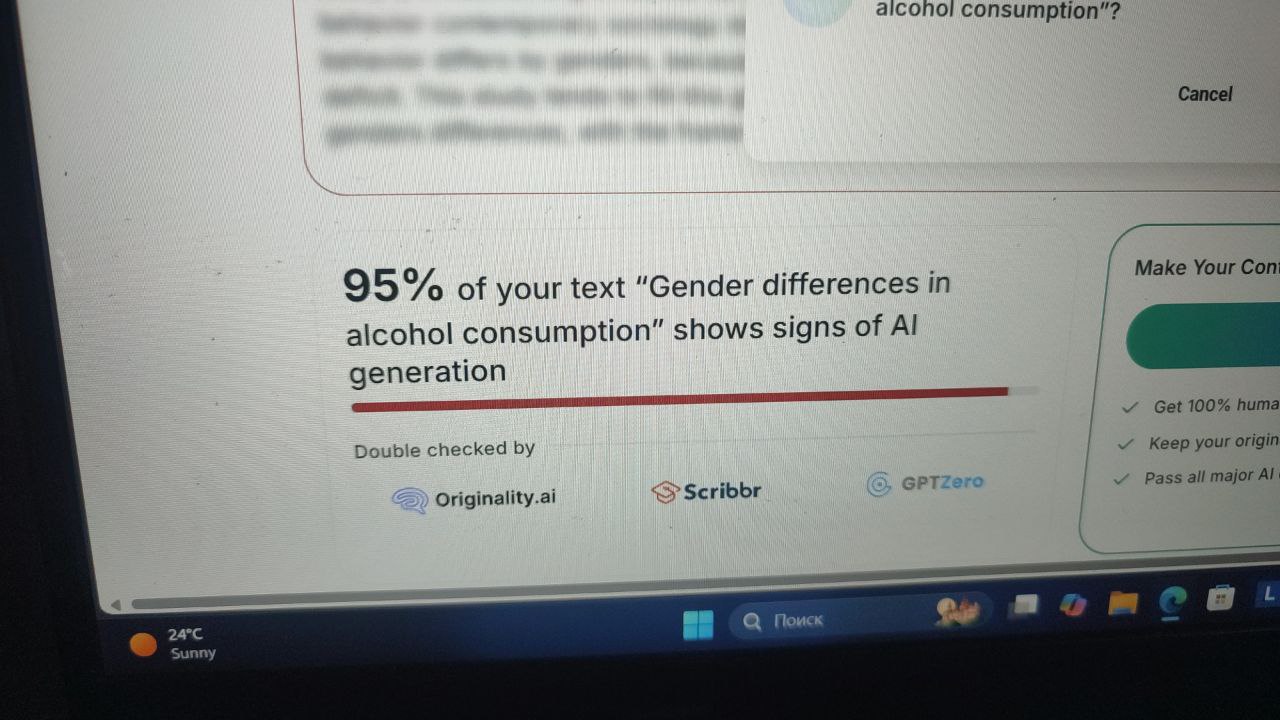 alcohol consumption"?
Cancel
95% of your text “Gender differences in
alcohol consumption” shows signs of AI
generation
Double checked by
Originality.ai
Scribbr
GPTZero
Make Your Con
Get 100% huma
Keep your origin
Pass all major AI
24°C
Sunny
Поиск
L